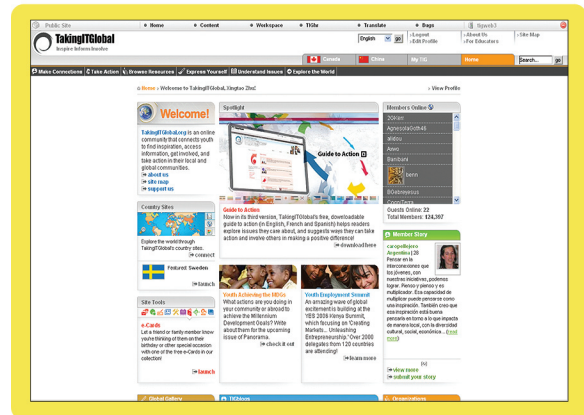 Public Site
Home
Content
Workspace
TIGhr
Translate
Bugs
TakingITGlobal
Inspire Inform Involve
English
go
Logout
Edit Profile
About Us
For Educators
Site Map
Canada
China
My TIG
Home
Search...
go
Make Connections
Take Action
Browse Resources
Express Yourself
Understand Issues
Explore the World
Home » Welcome to TakingITGlobal, Xingtuo Zhu!
View Profile
Welcome!
TakingITGlobal.org is an online
community that connects youth
to find inspiration, access
information, get involved, and
take action in their local and
global communities.
about us
site map
support us
Country Sites
Explore the world through
TakingITGlobal's country sites.
connect
Featured: Sweden
launch
Site Tools
e-Cards
Let a friend or family member know
you're thinking of them on their
birthday or other special occasion
with one of the free e-Cards in our
collection!
launch
Spotlight
Guide to Action
Guide to Action
Now in its third version, TakingITGlobal's free, downloadable
guide to action (in English, French and Spanish) helps readers
explore issues they care about, and suggests ways they can take
action and involve others in making a positive difference!
download here
Youth Achieving the MDGs
What actions are you doing in
your community or abroad to
achieve the Millennium
Development Goals? Write
about them for the upcoming
issue of Panorama.
check it out
Youth Employment Summit
An amazing wave of global
excitement is building at the
YES 2006 Kenya Summit,
which focusing on 'Creating
Markets... Unleashing
Entrepreneurship.' Over 2000
delegates from 120 countries
are attending!
learn more
Members Online
alidou
Banibani
benn
Guests Online: 22
Total Members: 124,307
Member Story
caropellejero
Argentina | 28
Pensar en la
interconexiones que
los jóvenes, con
nuestras iniciativas, podemos
lograr. Pienso y pienso y es
multiplicador. Esa capacidad de
multiplicar puede pensarse como
una inspiración. También creo que
esa inspiración está buena
pensarla en torno a lo que impacta
de manera local, con la diversidad
cultural, social, económica... (read
more)
view more
submit your story
Global Gallery
TIGblogs
Organizations